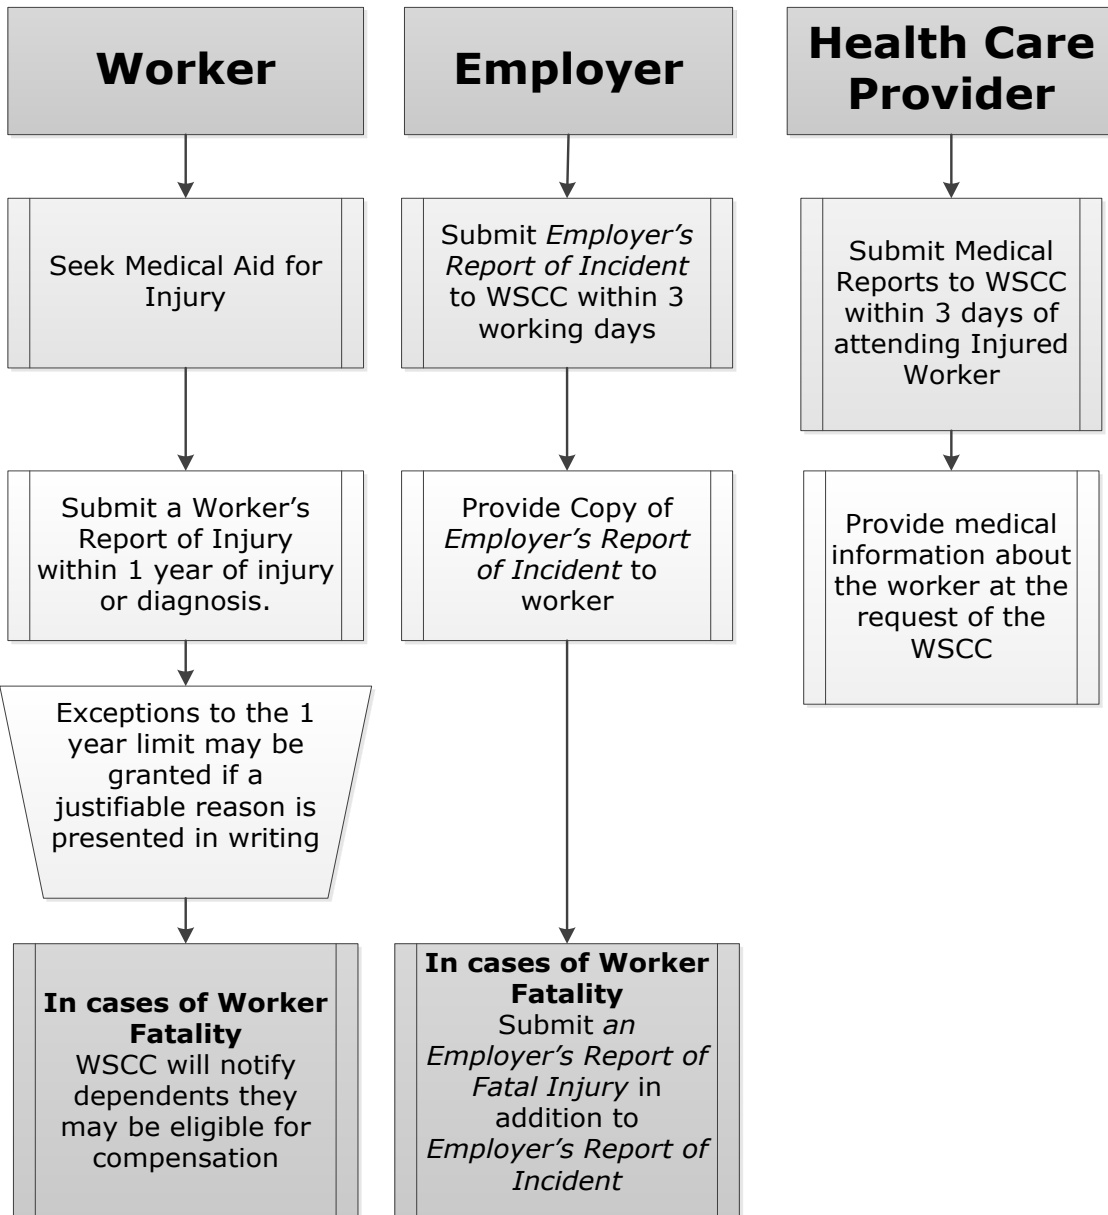 Worker
Seek Medical Aid for
Injury
Submit a Worker’s
Report of Injury
within 1 year of injury
or diagnosis.
Exceptions to the 1
year limit may be
granted if a
justifiable reason is
presented in writing
In cases of Worker
Fatality
WSCC will notify
dependents they
may be eligible for
compensation
Employer
Submit Employer’s
Report of Incident
to WSCC within 3
working days
Provide Copy of
Employer’s Report
of Incident to
worker
In cases of Worker
Fatality
Submit an
Employer’s Report of
Fatal Injury in
addition to
Employer’s Report of
Incident
Health Care
Provider
Submit Medical
Reports to WSCC
within 3 days of
attending Injured
Worker
Provide medical
information about
the worker at the
request of the
WSCC